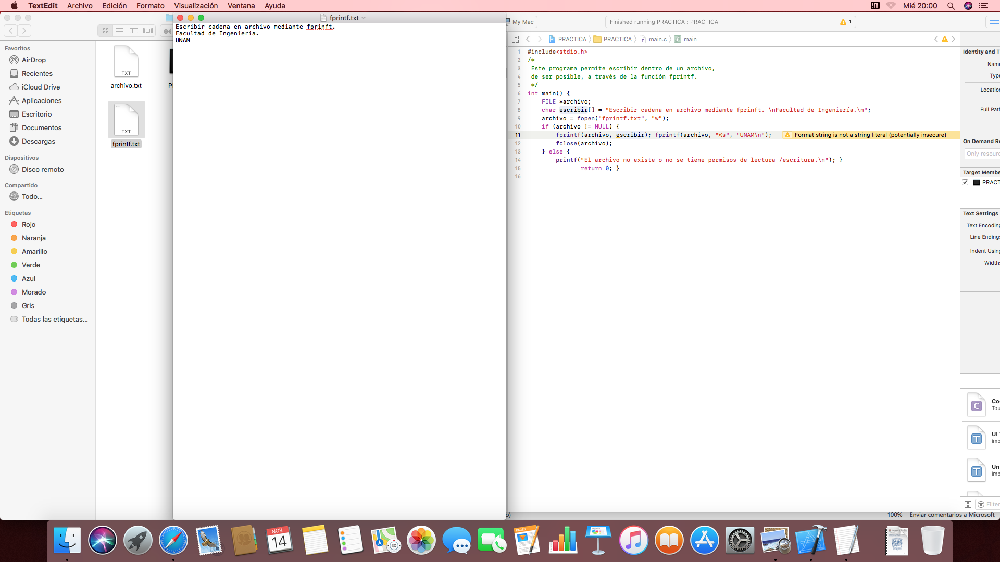 TextEdit Archivo Edición Formato Visualización Ventana Ayuda
Mié 20:00
Favoritos
AirDrop
Recientes
iCloud Drive
Aplicaciones
Escritorio
Documentos
Descargas
Dispositivos
Disco remoto
Compartido
Todo...
Etiquetas
Rojo
Naranja
Amarillo
Verde
Azul
Morado
Gris
Todas las etiquetas...
TXT
archivo.txt
TXT
fprintf.txt
P
fprintf.txt
Escribir cadena en archivo mediante fprinft.
Facultad de Ingeniería.
UNAM
My Mac
Finished running PRACTICA : PRACTICA
1
PRACTICA PRACTICA main.c main
1 #include<stdio.h>
2 /*
3 Este programa permite escribir dentro de un archivo,
4 de ser posible, a través de la función fprintf.
5 */
6 int main() {
7 FILE *archivo;
8 char escribir[] = "Escribir cadena en archivo mediante fprinft. \nFacultad de Ingeniería.\n";
9 archivo = fopen("fprintf.txt", "w");
10 if (archivo != NULL) {
11 fprintf(archivo, escribir); fprintf(archivo, "%s", "UNAM\n"); Format string is not a string literal (potentially insecure)
12 fclose(archivo);
13 } else {
14 printf("El archivo no existe o no se tiene permisos de lectura /escritura.\n"); }
15 return 0; }
16
Identity and T
Name
Type
Location
Full Path
On Demand Re
Only resourc
Target Membe
PRACT
Text Settings
Text Encoding
Line Endings
Indent Using
Widths
C
Co
Tou
T
UI
imp
T
Un
imp
Filter
o)
100% Enviar comentarios a Microsoft
NOV.
14
3D
PAGES